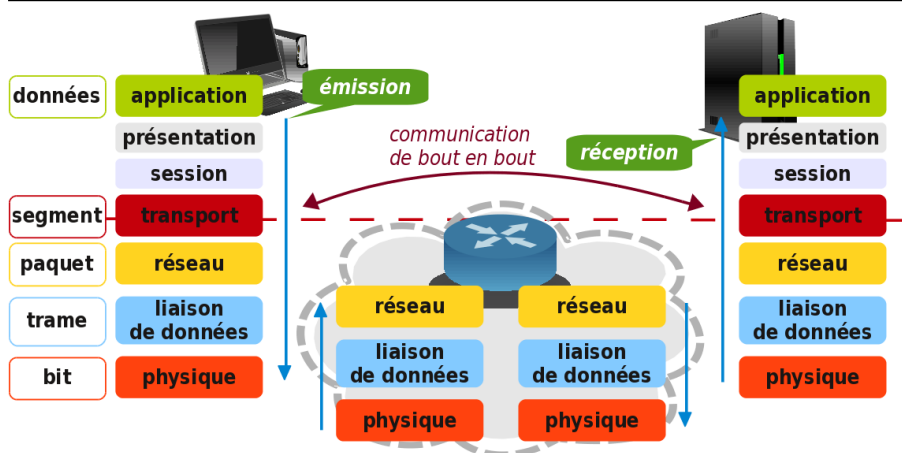 données
application
émission
application
présentation
communication
de bout en bout
réception
présentation
session
session
segment
transport
transport
paquet
réseau
réseau
trame
liaison
de données
réseau
réseau
liaison
de données
bit
physique
liaison
de données
liaison
de données
physique
physique
physique